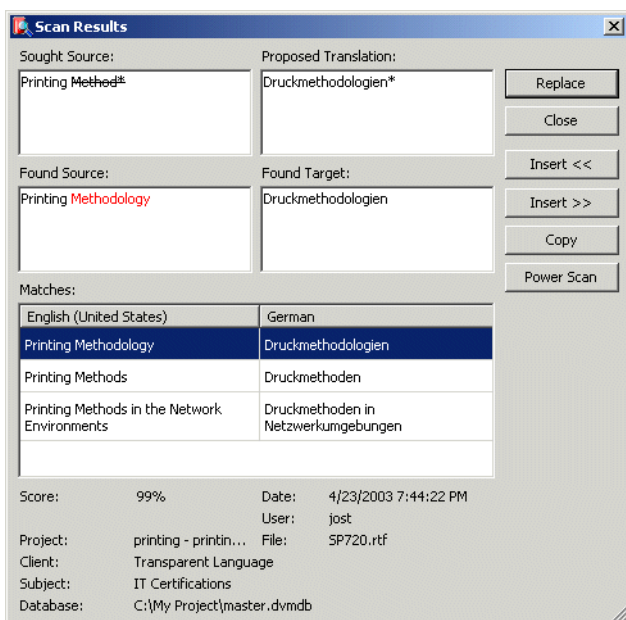 Scan Results
Sought Source:
Proposed Translation:
Printing Method*
Druckmethodologien*
Replace
Close
Found Source:
Found Target:
Insert <<
Printing Methodology
Druckmethodologien
Insert >>
Copy
Power Scan
Matches:
English (United States) German
Printing Methodology Druckmethodologien
Printing Methods Druckmethoden
Printing Methods in the Network Druckmethoden in
Environments Netzwerkumgebungen
Score: 99% Date: 4/23/2003 7:44:22 PM
User: jost
Project: printing - printin... File: SP720.rtf
Client: Transparent Language
Subject: IT Certifications
Database: C:\My Project\master.dvmdb